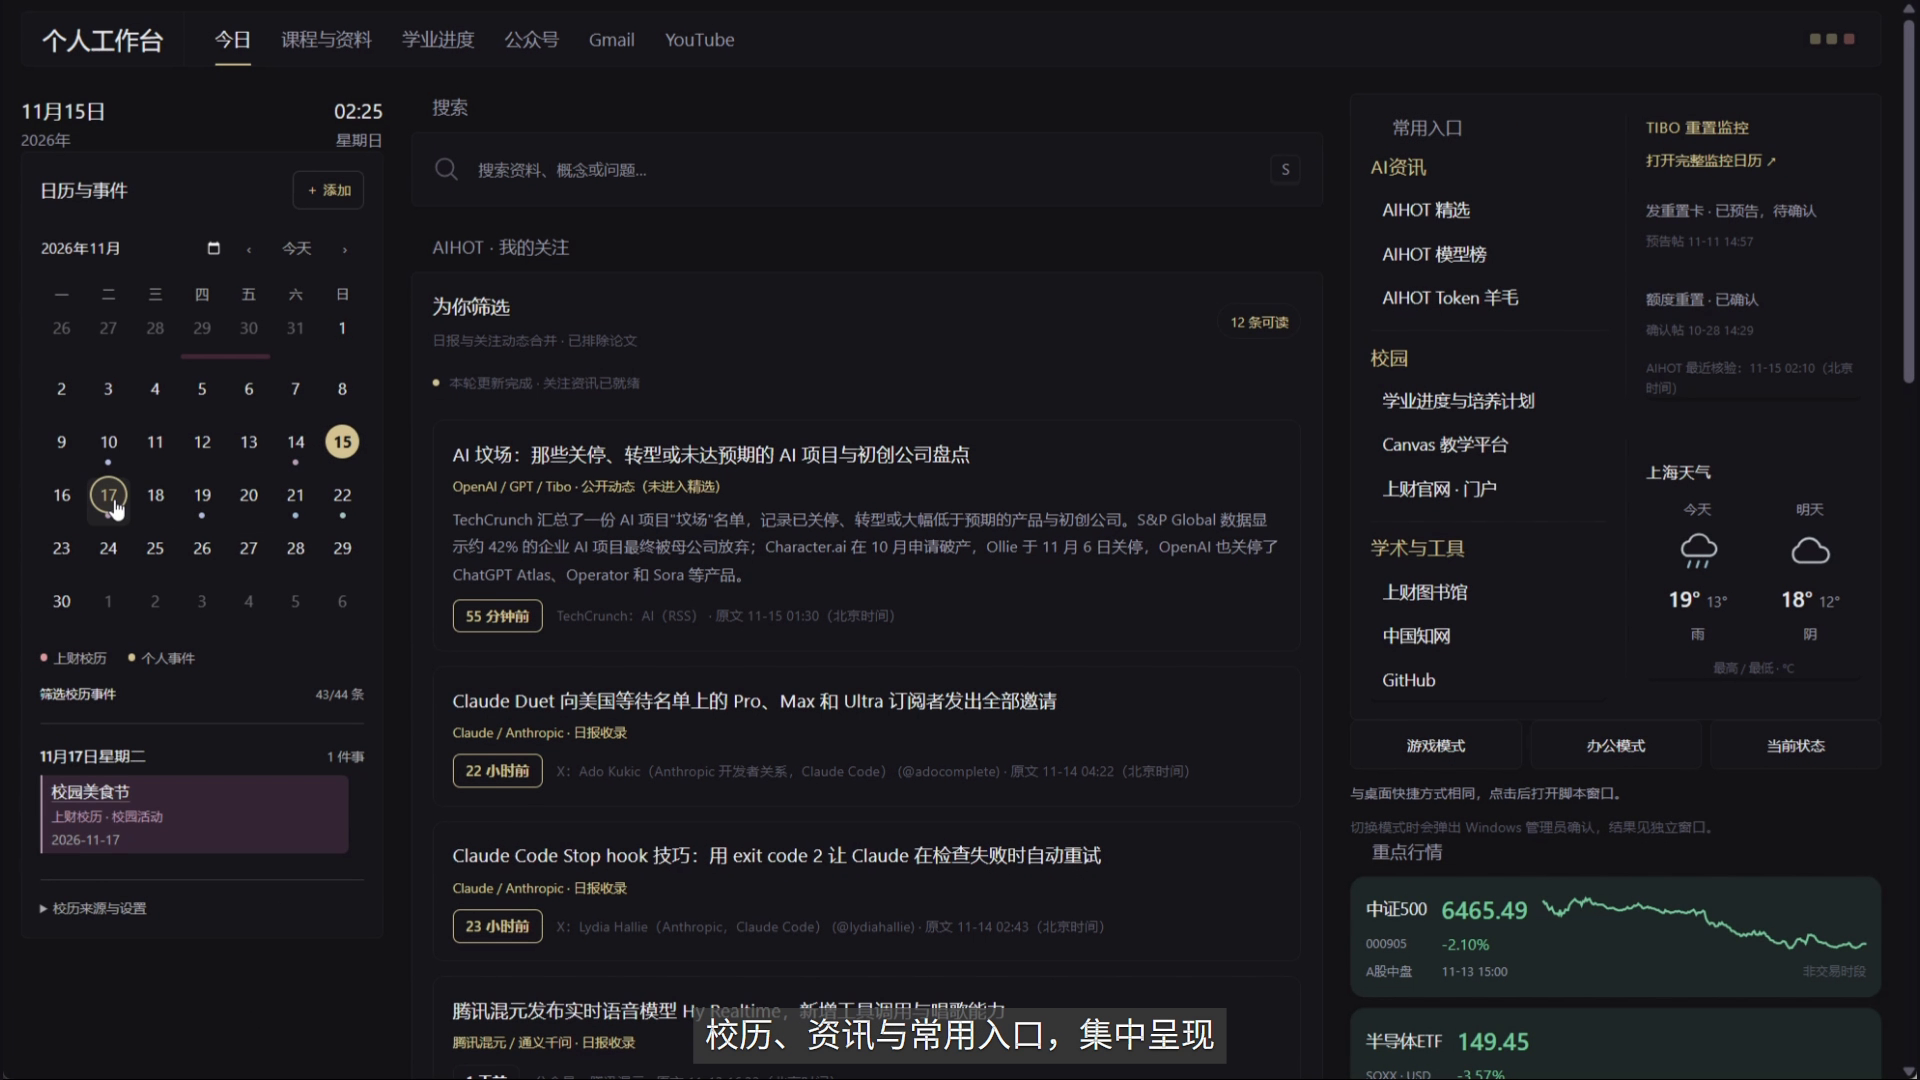 个人工作台
今日
课程与资料
学业进度
公众号
Gmail
YouTube
11月15日
02:25
2026年
星期日
日历与事件
+ 添加
2026年11月
‹
今天
›
一 二 三 四 五 六 日
26 27 28 29 30 31 1
2 3 4 5 6 7 8
9 10 11 12 13 14 15
16 17 18 19 20 21 22
23 24 25 26 27 28 29
30 1 2 3 4 5 6
上财校历
个人事件
筛选校历事件
43/44 条
11月17日星期二
1 件事
校园美食节
上财校历 · 校园活动
2026-11-17
校历来源与设置
搜索
搜索资料、概念或问题...
S
AIHOT · 我的关注
为你筛选
12 条可读
日报与关注动态合并 · 已排除论文
本轮更新完成 · 关注资讯已就绪
AI 坟场：那些关停、转型或未达预期的 AI 项目与初创公司盘点
OpenAI / GPT / Tibo · 公开动态（未进入精选）
TechCrunch 汇总了一份 AI 项目"坟场"名单，记录已关停、转型或大幅低于预期的产品与初创公司。S&P Global 数据显
示约 42% 的企业 AI 项目最终被母公司放弃；Character.ai 在 10 月申请破产，Ollie 于 11 月 6 日关停，OpenAI 也关停了
ChatGPT Atlas、Operator 和 Sora 等产品。
55 分钟前
TechCrunch：AI（RSS） · 原文 11-15 01:30（北京时间）
Claude Duet 向美国等待名单上的 Pro、Max 和 Ultra 订阅者发出全部邀请
Claude / Anthropic · 日报收录
22 小时前
X：Ado Kukic（Anthropic 开发者关系，Claude Code） (@adocomplete) · 原文 11-14 04:22（北京时间）
Claude Code Stop hook 技巧：用 exit code 2 让 Claude 在检查失败时自动重试
Claude / Anthropic · 日报收录
23 小时前
X：Lydia Hallie（Anthropic，Claude Code） (@lydiahallie) · 原文 11-14 02:43（北京时间）
腾讯混元发布实时语音模型 Hy Realtime，新增工具调用与唱歌能力
腾讯混元 / 通义千问 · 日报收录
校历、资讯与常用入口，集中呈现
常用入口
AI资讯
AIHOT 精选
AIHOT 模型榜
AIHOT Token 羊毛
校园
学业进度与培养计划
Canvas 教学平台
上财官网 · 门户
学术与工具
上财图书馆
中国知网
GitHub
TIBO 重置监控
打开完整监控日历 ↗
发重置卡 · 已预告，待确认
预告帖 11-11 14:57
额度重置 · 已确认
确认帖 10-28 14:29
AIHOT 最近核验：11-15 02:10（北京
时间）
上海天气
今天
明天
19° 13°
18° 12°
雨
阴
最高 / 最低 · °C
游戏模式
办公模式
当前状态
与桌面快捷方式相同，点击后打开脚本窗口。
切换模式时会弹出 Windows 管理员确认，结果见独立窗口。
重点行情
中证500
6465.49
000905
-2.10%
A股中盘
11-13 15:00
非交易时段
半导体ETF
149.45
SOXX · USD
-3.57%